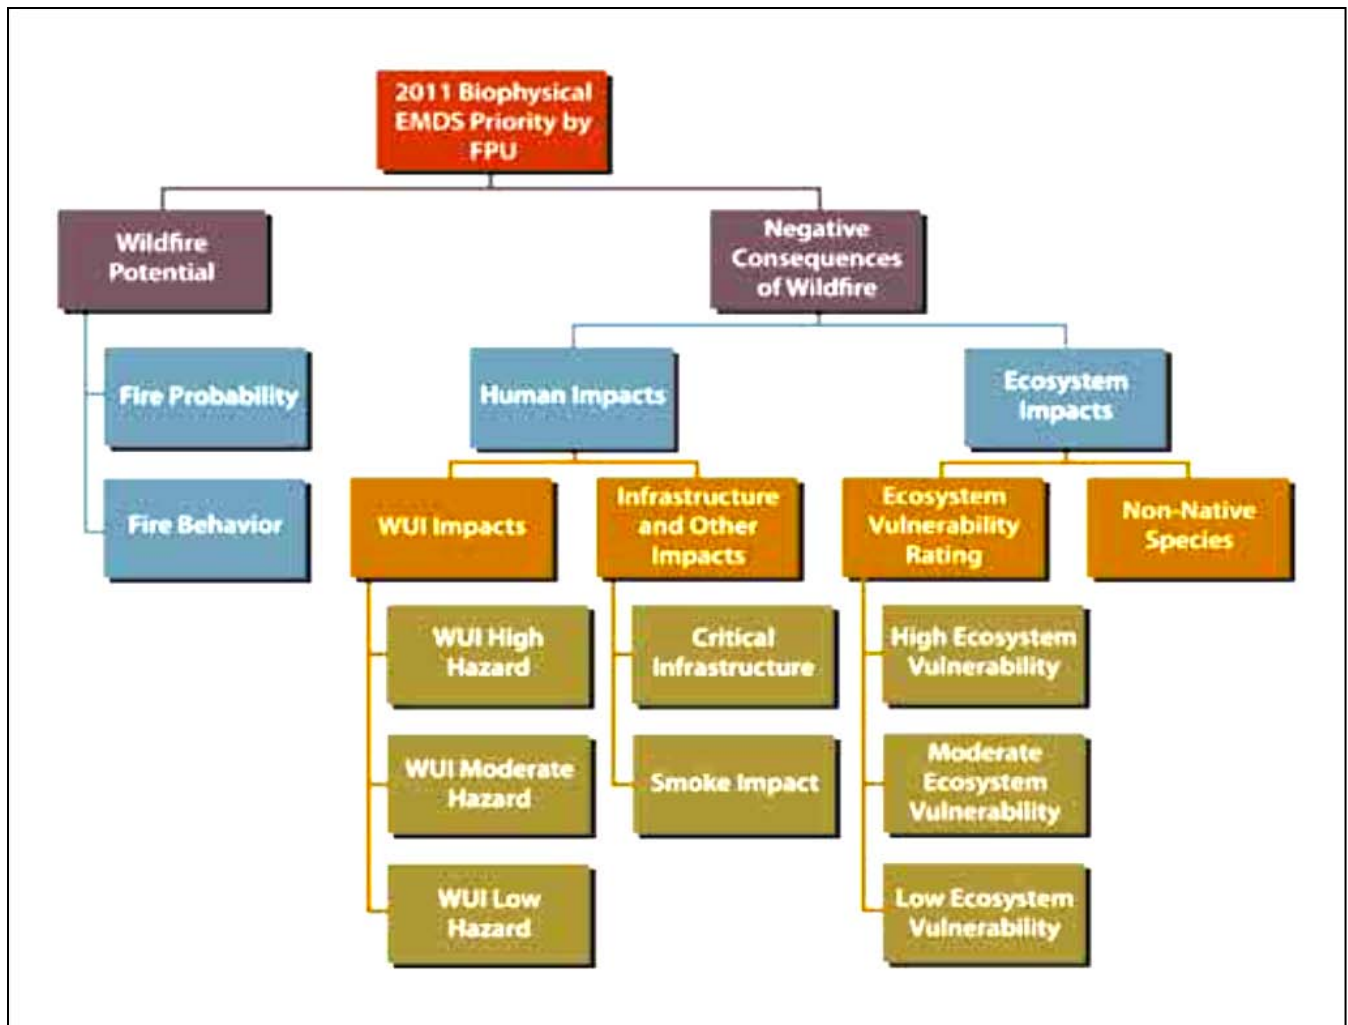 2011 Biophysical
EMDS Priority by
FPU
Wildfire
Potential
Negative
Consequences
of Wildfire
Fire Probability
Fire Behavior
Human Impacts
Ecosystem
Impacts
WUI Impacts
Infrastructure
and Other
Impacts
Ecosystem
Vulnerability
Rating
Non-Native
Species
WUI High
Hazard
WUI Moderate
Hazard
WUI Low
Hazard
Critical
Infrastructure
Smoke Impact
High Ecosystem
Vulnerability
Moderate
Ecosystem
Vulnerability
Low Ecosystem
Vulnerability